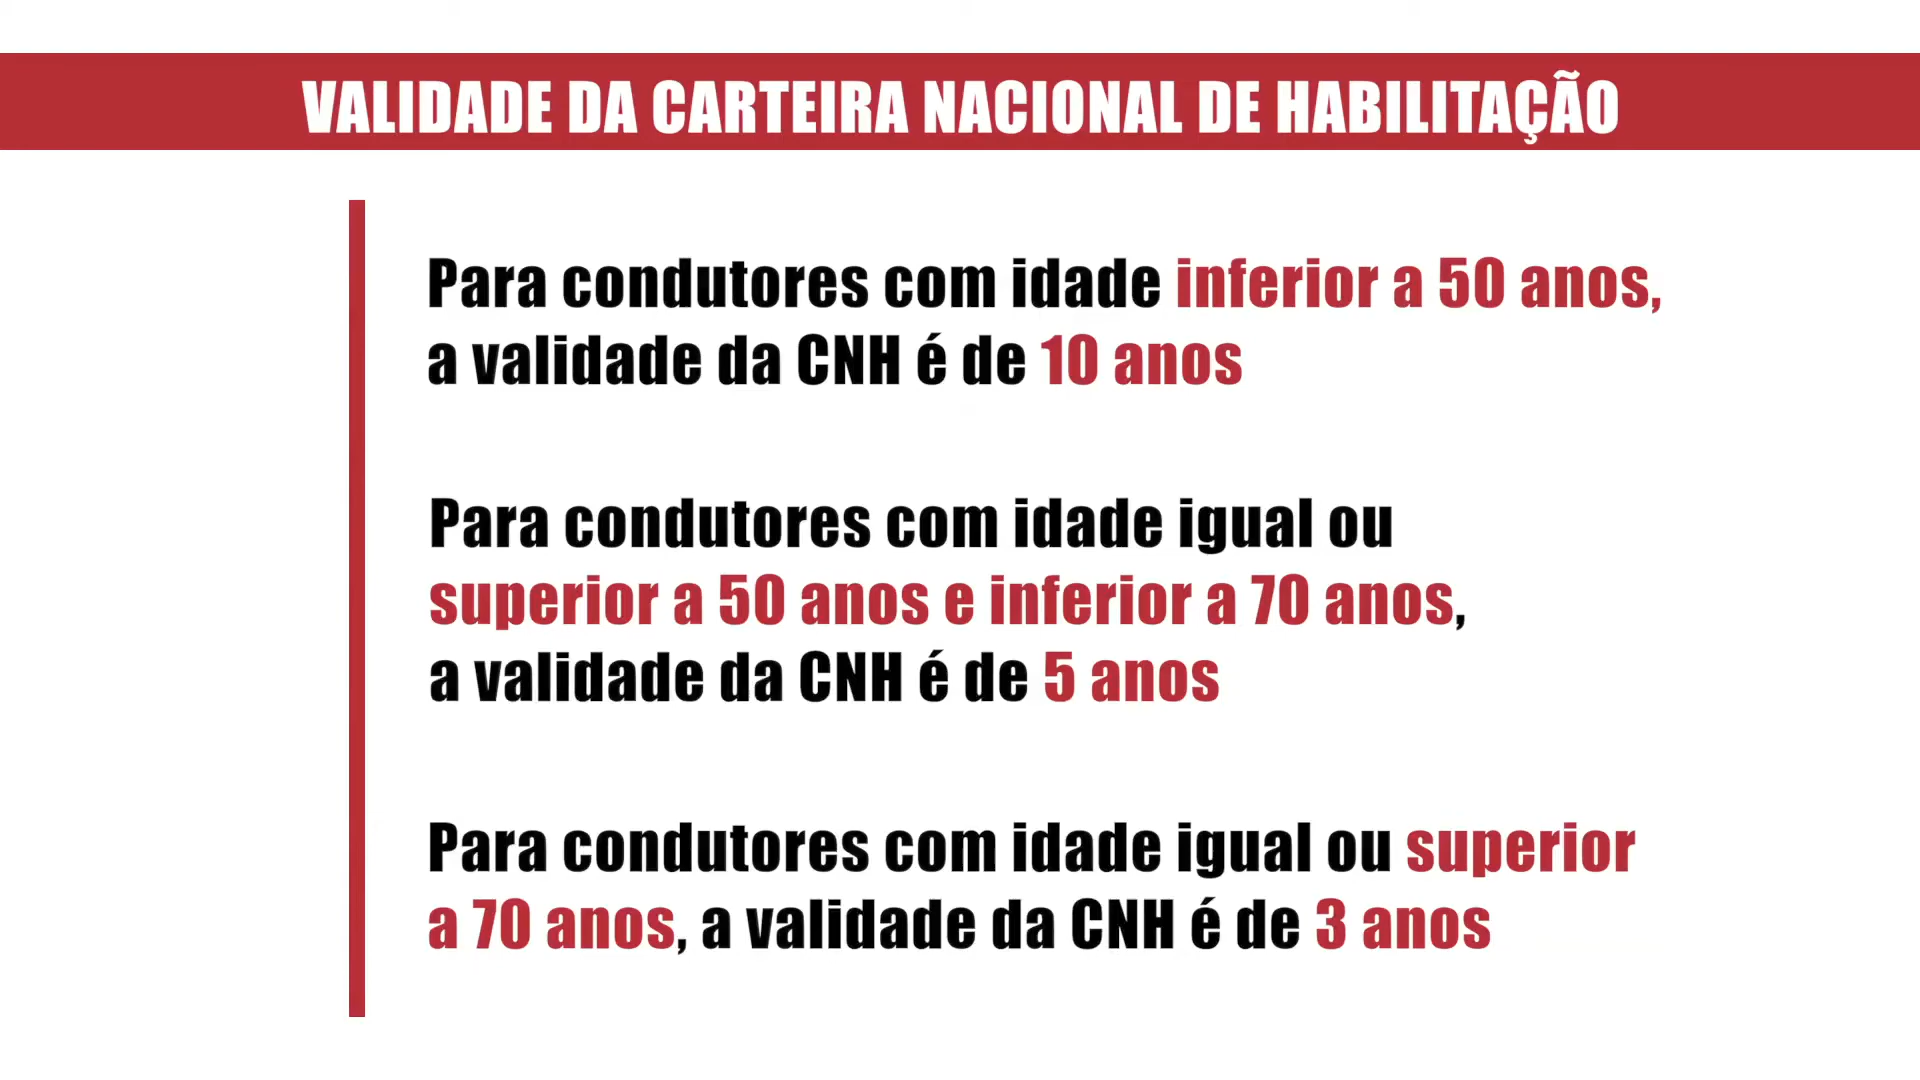 VALIDADE DA CARTEIRA NACIONAL DE HABILITAÇÃO
Para condutores com idade inferior a 50 anos,
a validade da CNH é de 10 anos
Para condutores com idade igual ou
superior a 50 anos e inferior a 70 anos,
a validade da CNH é de 5 anos
Para condutores com idade igual ou superior
a 70 anos, a validade da CNH é de 3 anos